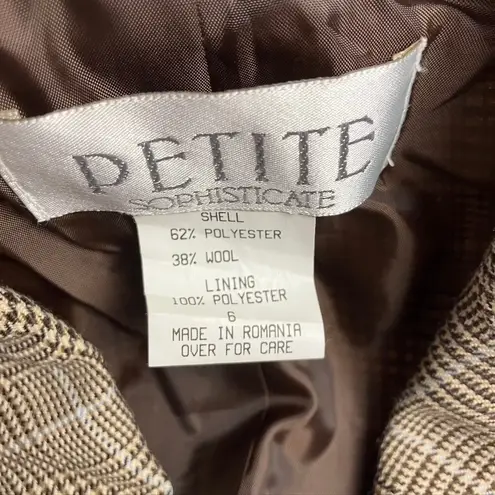 PETITE
SOPHISTICATE
SHELL
62% POLYESTER
38% WOOL
LINING
100% POLYESTER
6
MADE IN ROMANIA
OVER FOR CARE